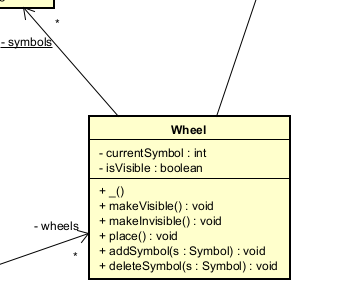 *
- symbols
Wheel
- currentSymbol : int
- isVisible : boolean
+ _()
+ makeVisible() : void
+ makeInvisible() : void
+ place() : void
+ addSymbol(s : Symbol) : void
+ deleteSymbol(s : Symbol) : void
- wheels
*